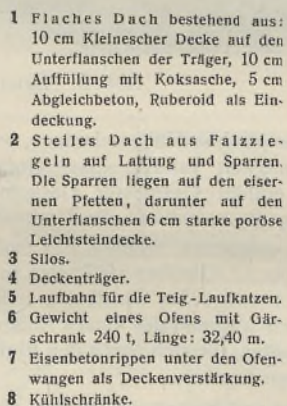 1 Flaches Dach bestehend aus:
10 cm Kleinescher Decke auf den
Unterflanschen der Träger, 10 cm
Auffüllung mit Koksasche, 5 cm
Abgleichbeton, Ruberoid als Ein-
deckung.
2 Steiles Dach aus Falzzie-
geln auf Lattung und Sparren.
Die Sparren liegen auf den eiser-
nen Pfetten, darunter auf den
Unterflanschen 6 cm starke poröse
Leichtsteindecke.
3 Silos.
4 Deckenträger.
5 Laufbahn für die Teig-Laufkatzen.
6 Gewicht eines Ofens mit Gär-
schrank 240 t, Länge: 32,40 m.
7 Eisenbetonrippen unter den Ofen-
wangen als Deckenverstärkung.
8 Kühlschränke.